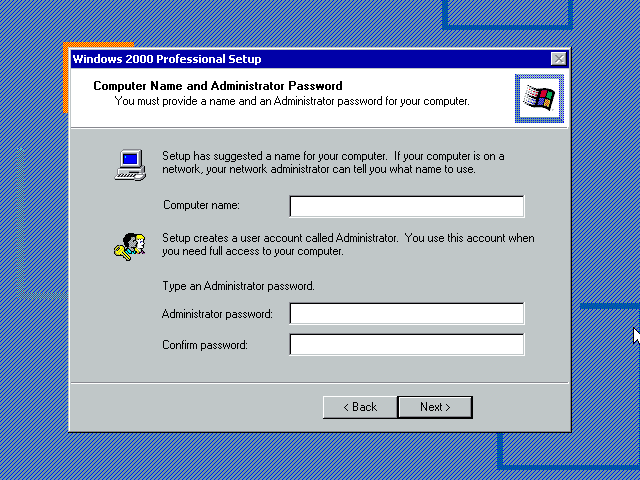 Windows 2000 Professional Setup
Computer Name and Administrator Password
You must provide a name and an Administrator password for your computer.
Setup has suggested a name for your computer.  If your computer is on a
network, your network administrator can tell you what name to use.
Computer name:
Setup creates a user account called Administrator.  You use this account when
you need full access to your computer.
Type an Administrator password.
Administrator password:
Confirm password:
< Back
Next >